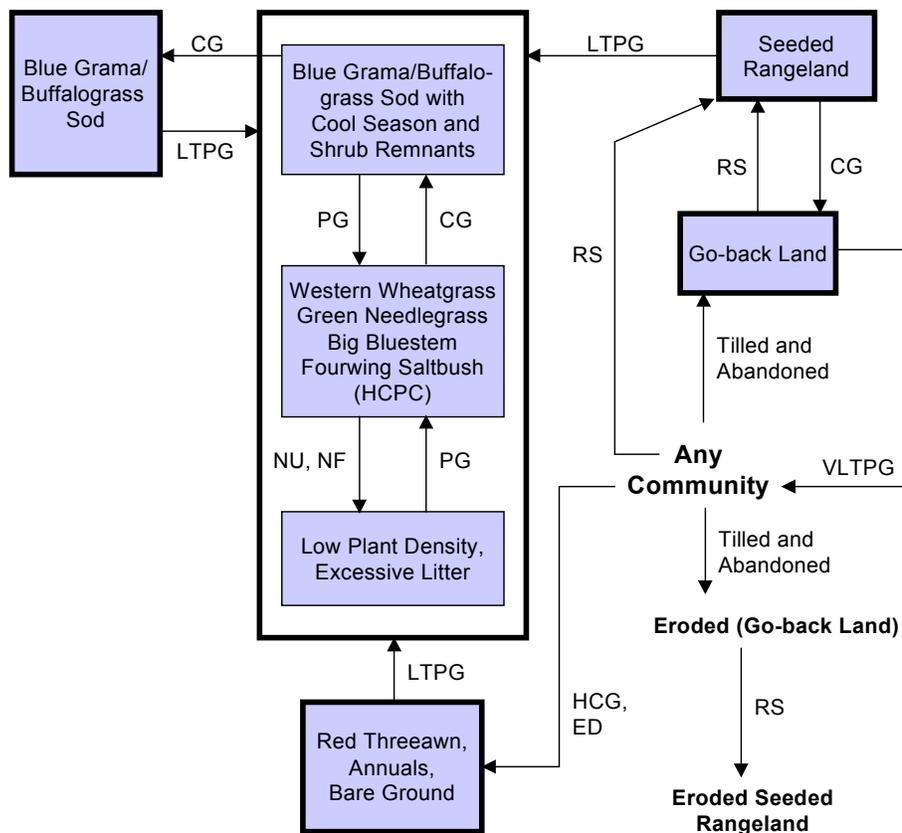 Blue Grama/
Buffalograss
Sod
CG
LTPG
Blue Grama/Buffalo-
grass Sod with
Cool Season and
Shrub Remnants
PG
CG
Western Wheatgrass
Green Needlegrass
Big Bluestem
Fourwing Saltbush
(HCPC)
NU, NF
PG
Low Plant Density,
Excessive Litter
LTPG
Red Threeawn,
Annuals,
Bare Ground
LTPG
Seeded
Rangeland
RS
CG
RS
Go-back Land
Tilled and
Abandoned
Any
Community
VLTPG
Tilled and
Abandoned
Eroded (Go-back Land)
HCG,
ED
RS
Eroded Seeded
Rangeland